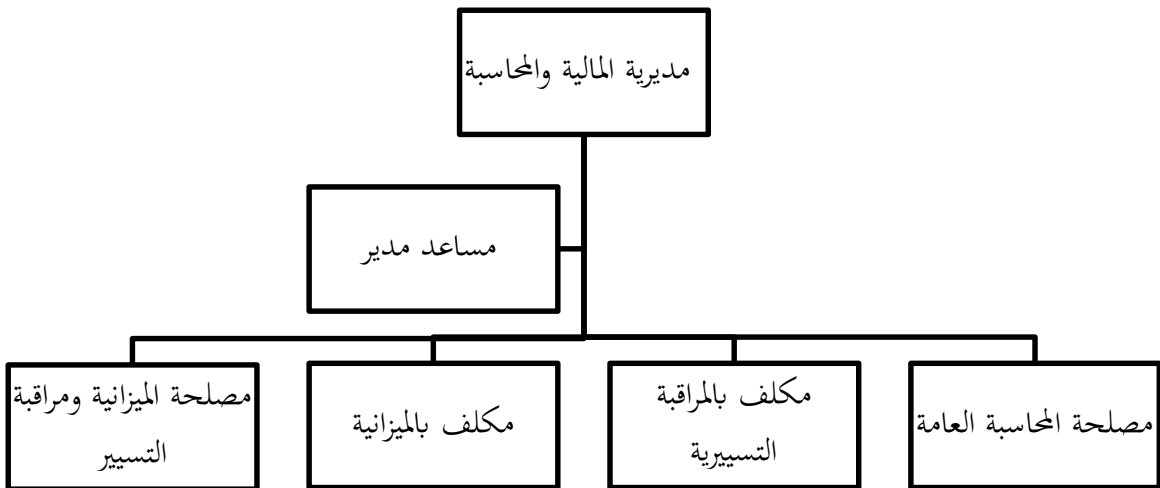 مديرية المالية والمحاسبة
مساعد مدير
مصلحة المحاسبة العامة
مكلف بالمراقبة
التسييرية
مكلف بالميزانية
مصلحة الميزانية ومراقبة
التسيير